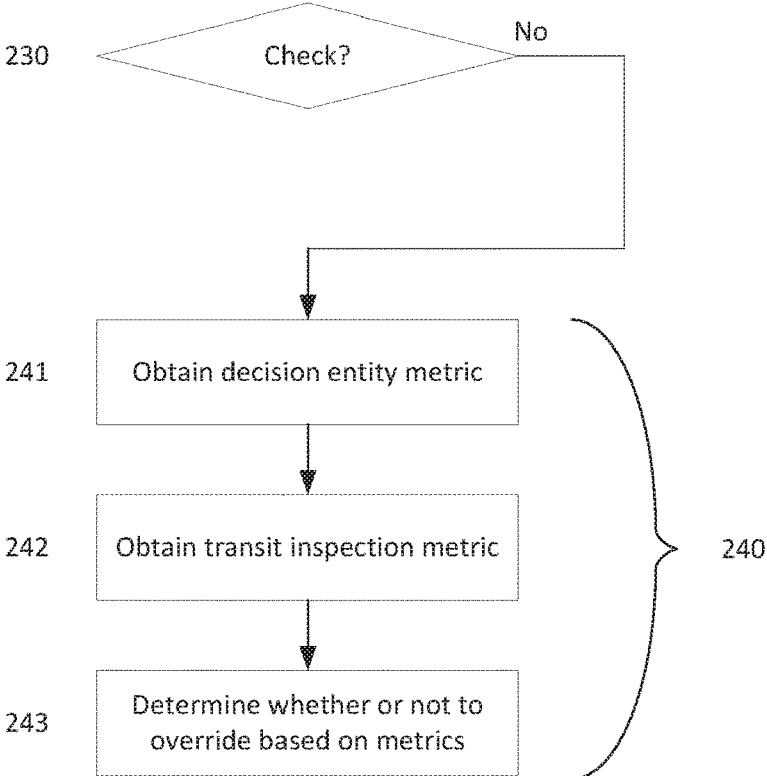 230
Check?
No
241
Obtain decision entity metric
242
Obtain transit inspection metric
240
243
Determine whether or not to
override based on metrics